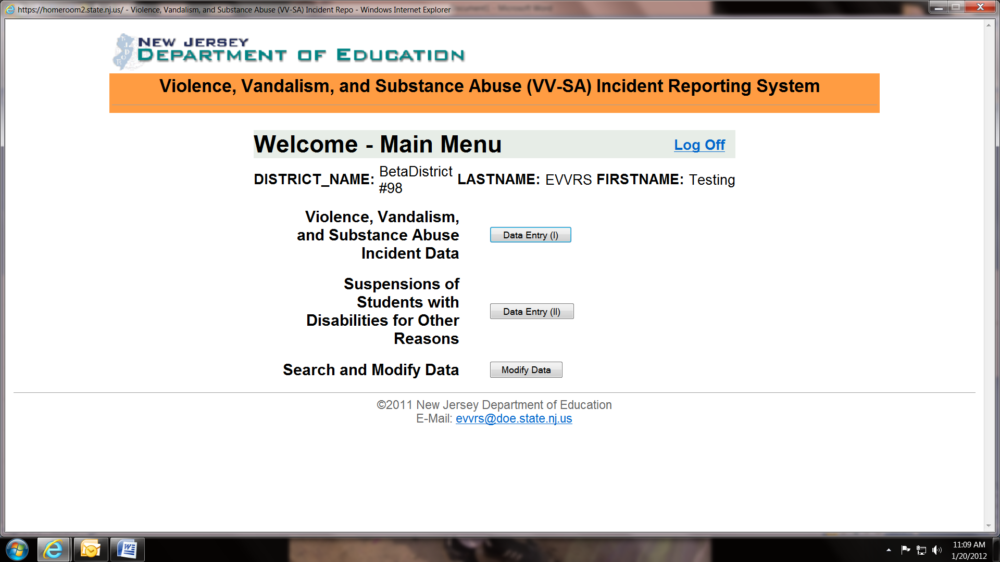 https://homeroom2.state.nj.us/ - Violence, Vandalism, and Substance Abuse (VV-SA) Incident Repo - Windows Internet Explorer
NEW JERSEY
DEPARTMENT OF EDUCATION
Violence, Vandalism, and Substance Abuse (VV-SA) Incident Reporting System
Welcome - Main Menu
Log Off
DISTRICT_NAME: BetaDistrict #98 LASTNAME: EVVRS FIRSTNAME: Testing
Violence, Vandalism,
and Substance Abuse
Incident Data
Data Entry (I)
Suspensions of
Students with
Disabilities for Other
Reasons
Data Entry (II)
Search and Modify Data
Modify Data
©2011 New Jersey Department of Education
E-Mail: evvrs@doe.state.nj.us
11:09 AM
1/20/2012